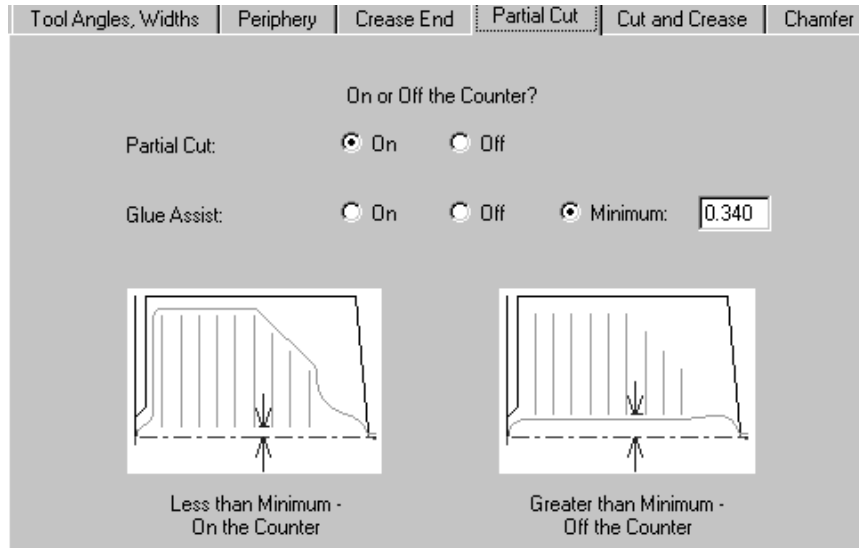 Tool Angles, Widths
Periphery
Crease End
Partial Cut
Cut and Crease
Chamfer
On or Off the Counter?
Partial Cut:
On
Off
Glue Assist:
On
Off
Minimum:
0.340
Less than Minimum -
On the Counter
Greater than Minimum -
Off the Counter